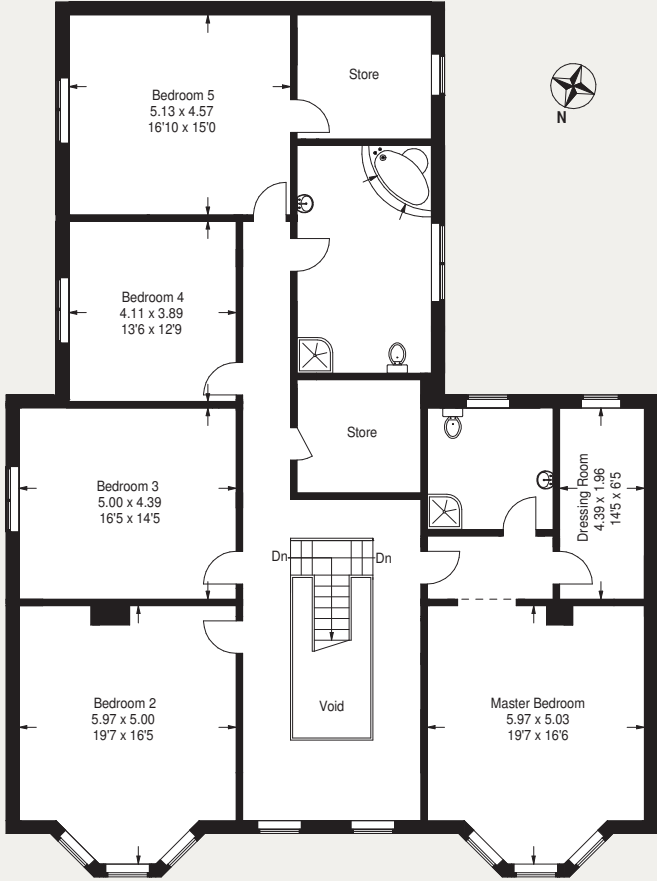 Bedroom 5
5.13 x 4.57
16'10 x 15'0
Store
N
Bedroom 4
4.11 x 3.89
13'6 x 12'9
Bedroom 3
5.00 x 4.39
16'5 x 14'5
Store
Dressing Room
4.39 x 1.96
14'5 x 6'5
Dn
Dn
Bedroom 2
5.97 x 5.00
19'7 x 16'5
Void
Master Bedroom
5.97 x 5.03
19'7 x 16'6